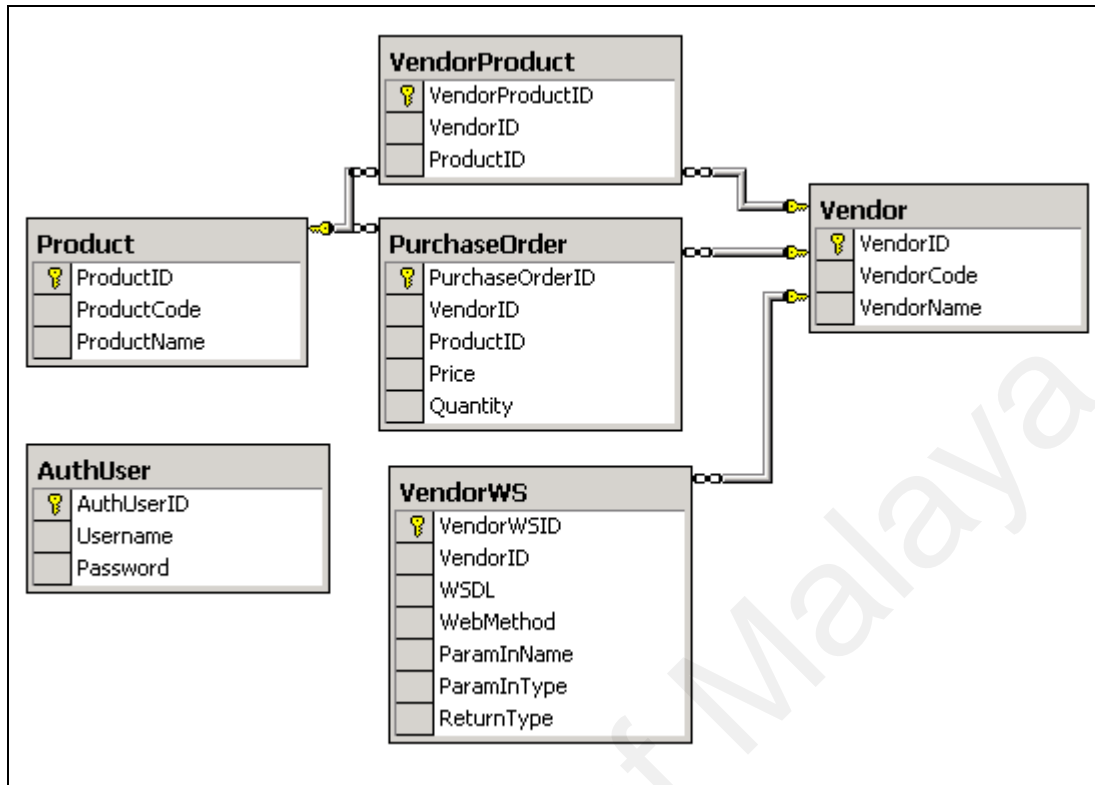 VendorProduct
VendorProductID
VendorID
ProductID
Product
ProductID
ProductCode
ProductName
PurchaseOrder
PurchaseOrderID
VendorID
ProductID
Price
Quantity
Vendor
VendorID
VendorCode
VendorName
AuthUser
AuthUserID
Username
Password
VendorWS
VendorWSID
VendorID
WSDL
WebMethod
ParamInName
ParamInType
ReturnType
f Malaya